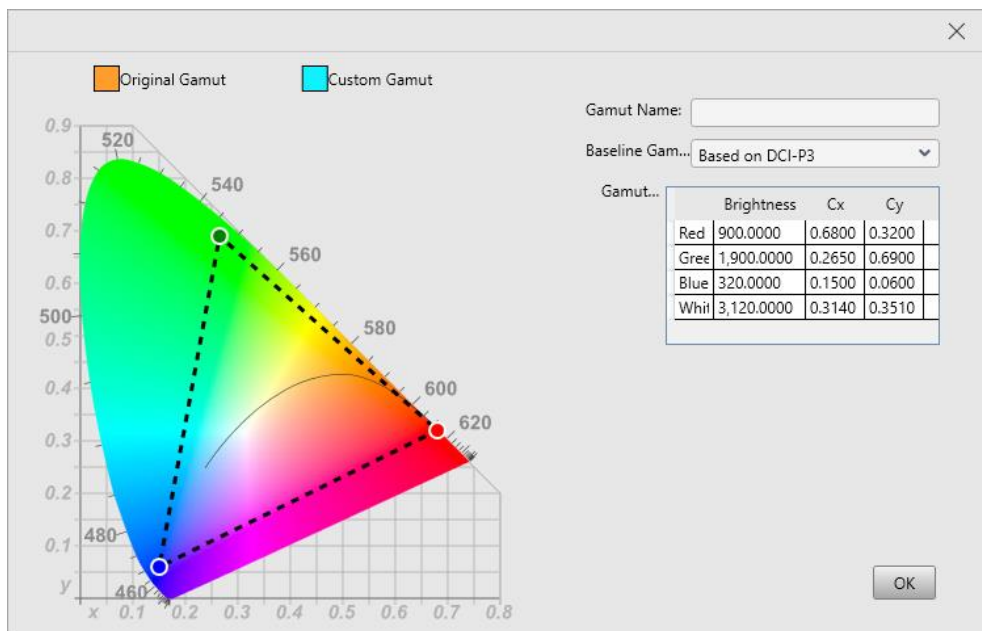 Original Gamut
Custom Gamut
Gamut Name:
Baseline Gam...
Based on DCI-P3
Gamut...
Brightness Cx Cy
Red 900.0000 0.6800 0.3200
Gree 1,900.0000 0.2650 0.6900
Blue 320.0000 0.1500 0.0600
Whit 3,120.0000 0.3140 0.3510
0.9
520
0.8
540
0.7
560
0.6
500
580
0.5
0.4
600
620
0.3
0.2
480
0.1
460
y
x 0.1 0.2 0.3 0.4 0.5 0.6 0.7 0.8
OK